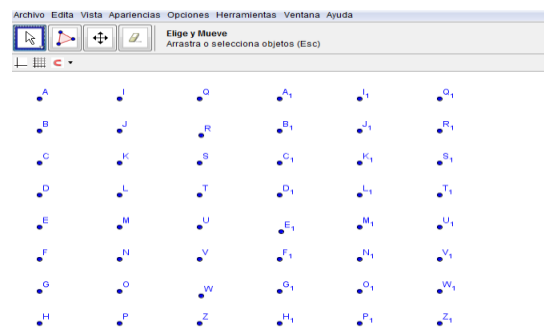 Archivo Edita Vista Apariencias Opciones Herramientas Ventana Ayuda
Elige y Mueve
Arrastra o selecciona objetos (Esc)
A I Q A₁ I₁ Q₁
B J R B₁ J₁ R₁
C K S C₁ K₁ S₁
D L T D₁ L₁ T₁
E M U E₁ M₁ U₁
F N V F₁ N₁ V₁
G O W G₁ O₁ W₁
H P Z H₁ P₁ Z₁